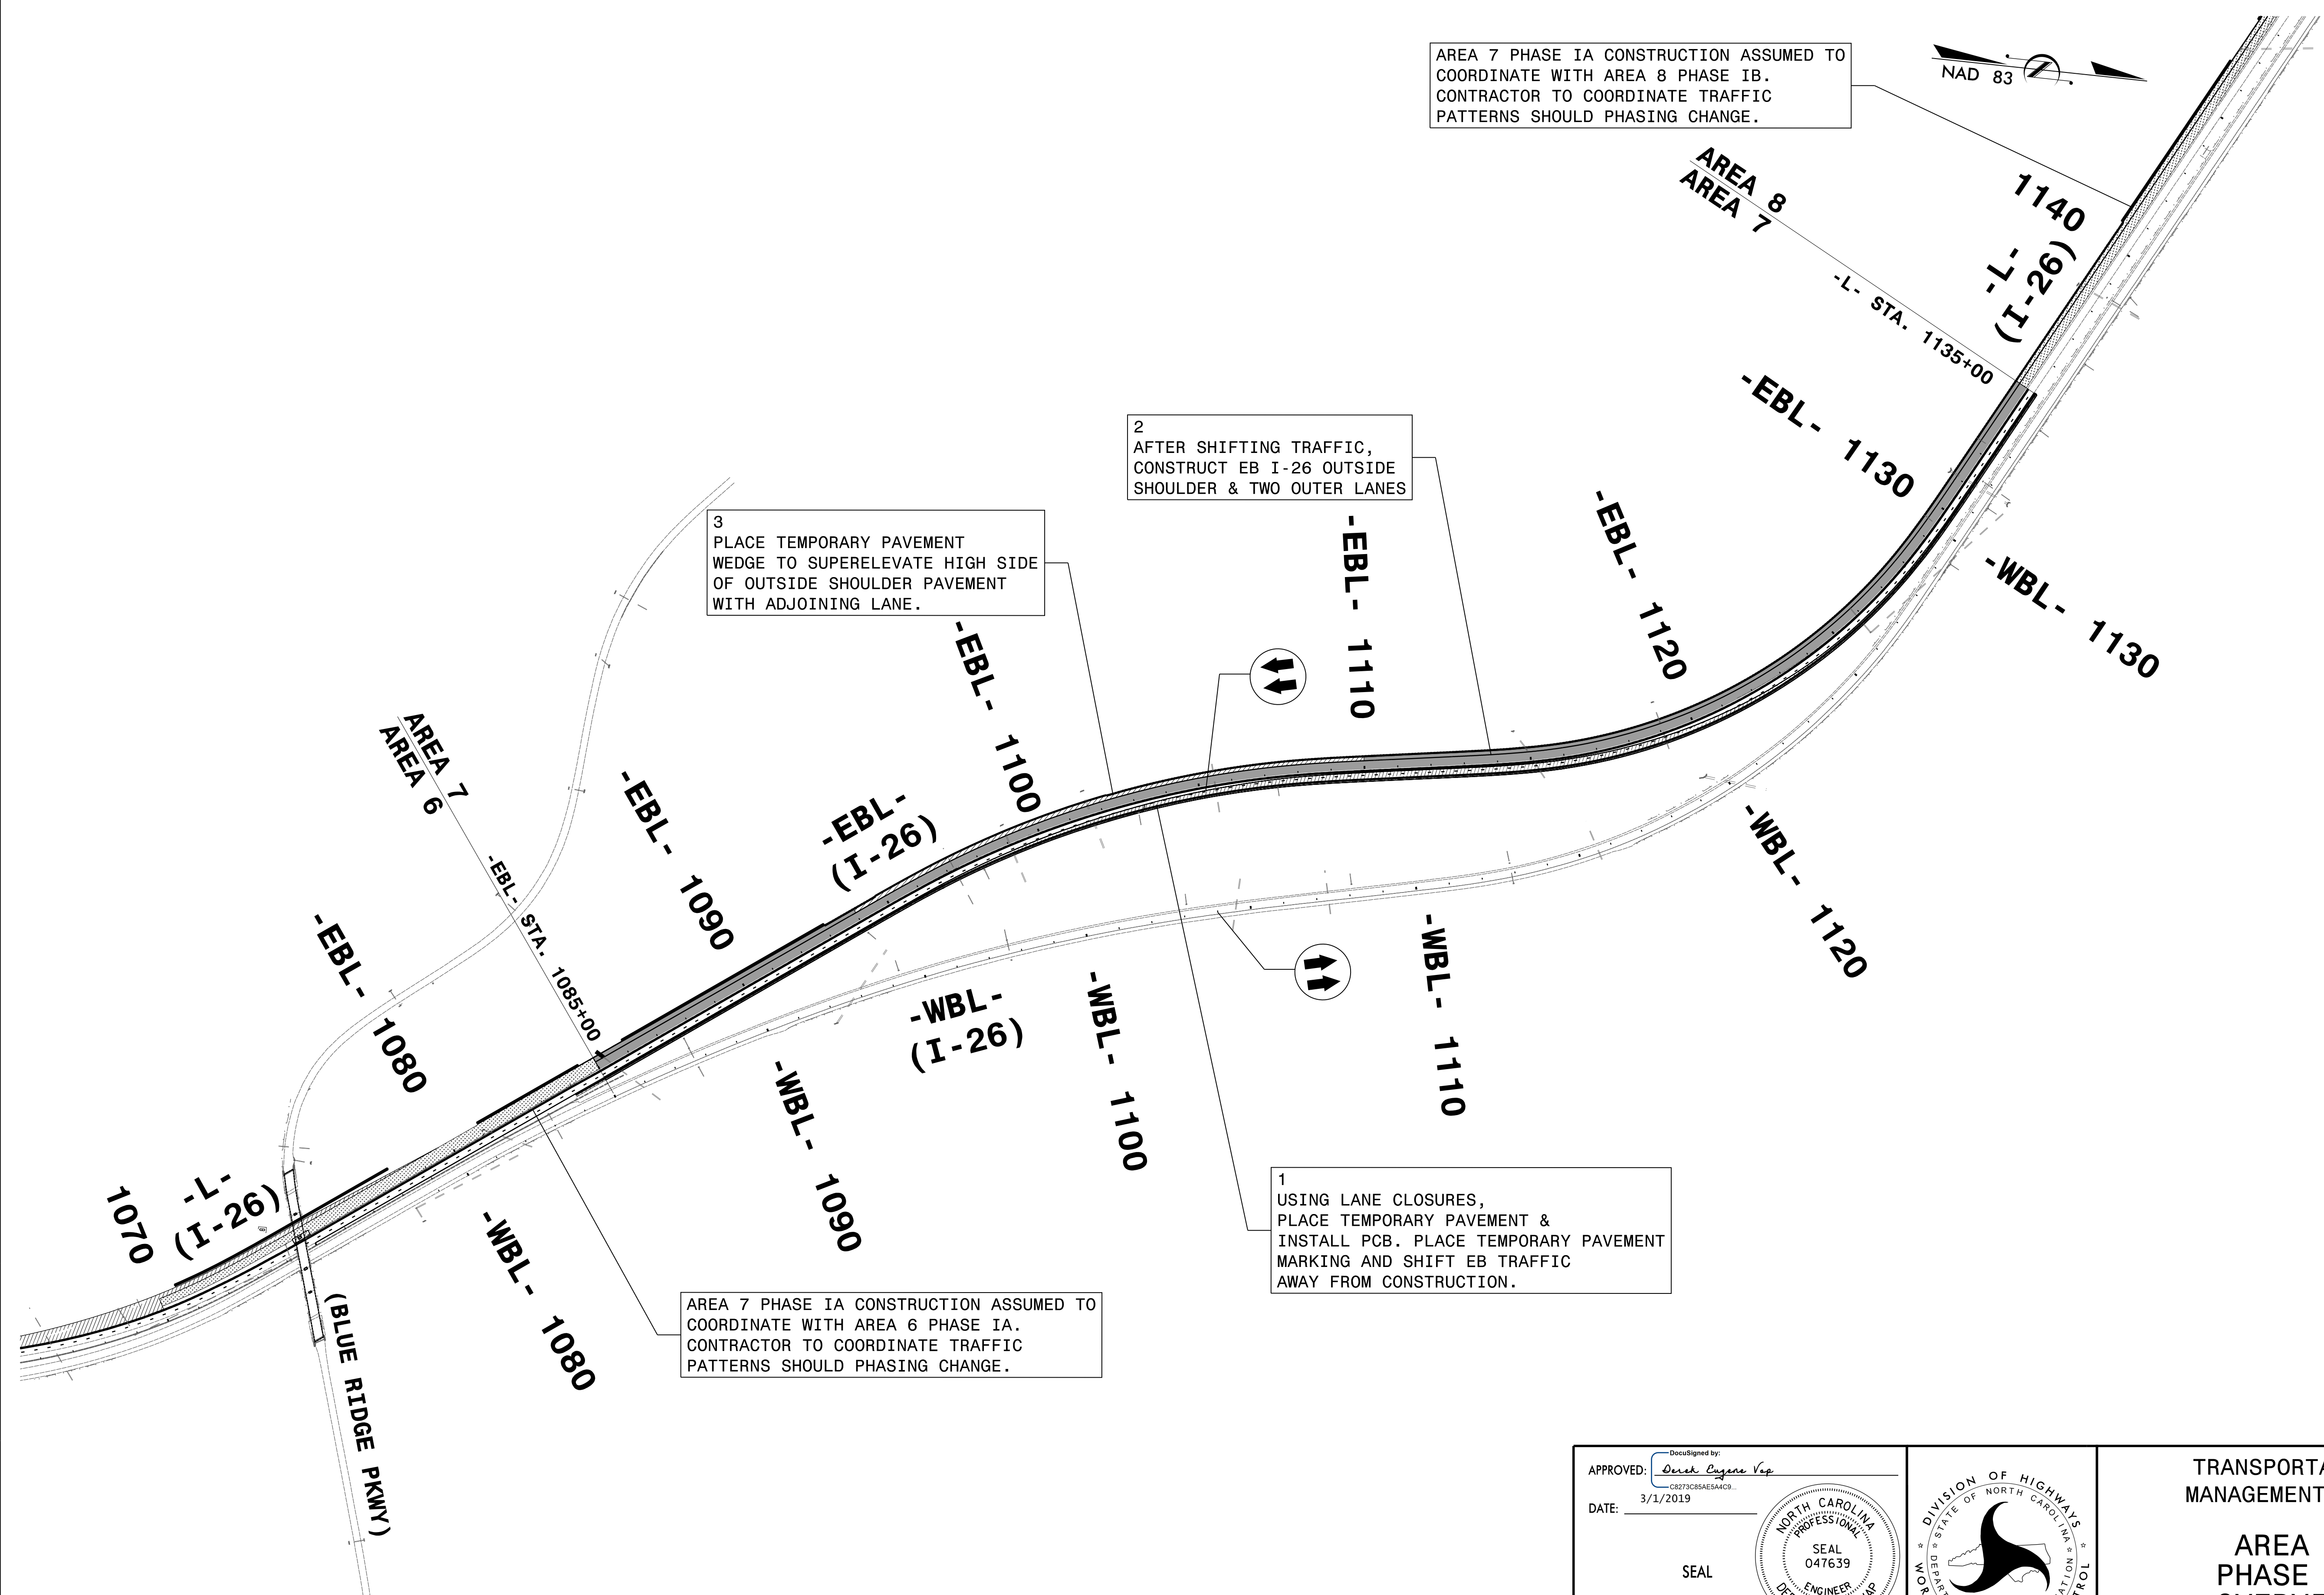 AREA 7 PHASE IA CONSTRUCTION ASSUMED TO
COORDINATE WITH AREA 8 PHASE IB.
CONTRACTOR TO COORDINATE TRAFFIC
PATTERNS SHOULD PHASING CHANGE.
NAD 83
AREA 8
AREA 7
-L- STA. 1135+00
1140
-L-
(I-26)
-EBL- 1130
-WBL- 1130
2
AFTER SHIFTING TRAFFIC,
CONSTRUCT EB I-26 OUTSIDE
SHOULDER & TWO OUTER LANES
3
PLACE TEMPORARY PAVEMENT
WEDGE TO SUPERELEVATE HIGH SIDE
OF OUTSIDE SHOULDER PAVEMENT
WITH ADJOINING LANE.
-EBL- 1100
-EBL- 1110
-EBL- 1120
AREA 7
AREA 6
-EBL- STA. 1085+00
-EBL- 1090
-EBL-
(I-26)
-EBL- 1080
-WBL-
(I-26)
-WBL- 1090
-WBL- 1100
-WBL- 1110
-WBL- 1120
1070
-L-
(I-26)
-WBL- 1080
(BLUE RIDGE PKWY)
1
USING LANE CLOSURES,
PLACE TEMPORARY PAVEMENT &
INSTALL PCB. PLACE TEMPORARY PAVEMENT
MARKING AND SHIFT EB TRAFFIC
AWAY FROM CONSTRUCTION.
AREA 7 PHASE IA CONSTRUCTION ASSUMED TO
COORDINATE WITH AREA 6 PHASE IA.
CONTRACTOR TO COORDINATE TRAFFIC
PATTERNS SHOULD PHASING CHANGE.
DocuSigned by:
APPROVED: Derek Eugene Vap
C8273C85AE5A4C9...
DATE: 3/1/2019
SEAL
NORTH CAROLINA
PROFESSIONAL
SEAL
047639
ENGINEER
DIVISION OF HIGHWAYS
STATE OF NORTH CAROLINA
TRANSPORTA
MANAGEMENT
AREA
PHASE